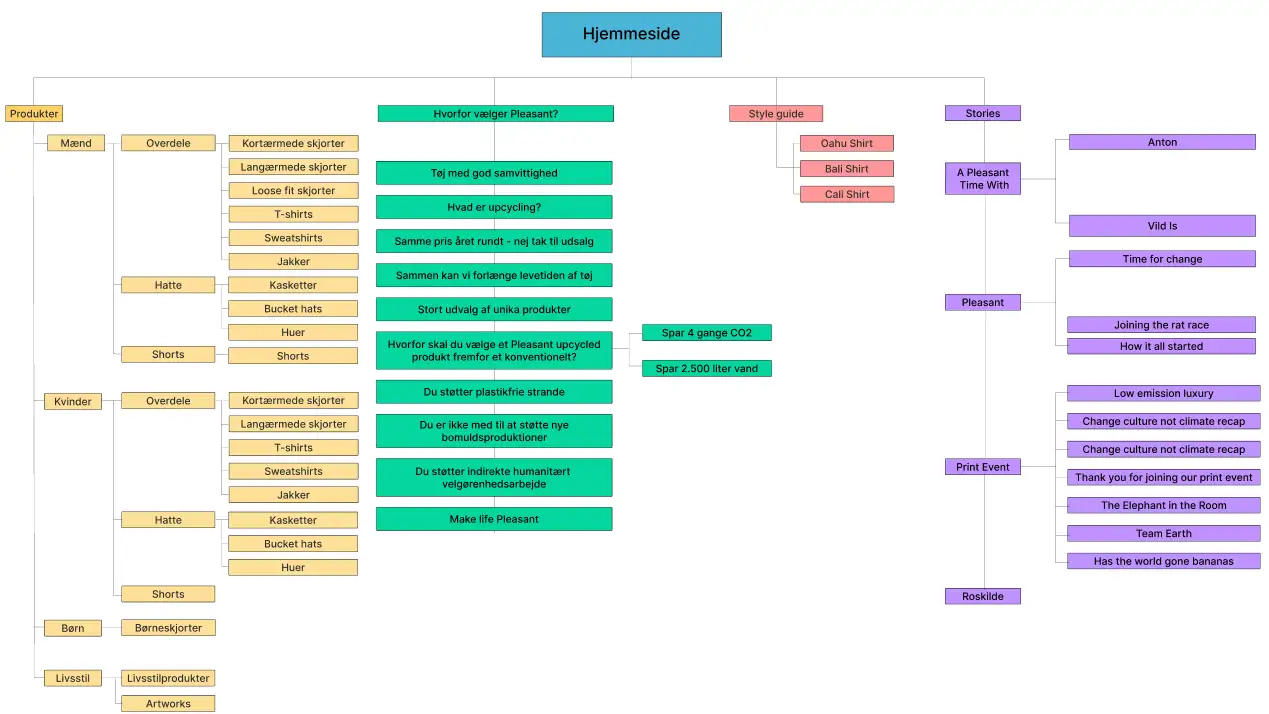 Hjemmeside
Produkter
Mænd
Overdele
Kortærmede skjorter
Langærmede skjorter
Loose fit skjorter
T-shirts
Sweatshirts
Jakker
Hatte
Kasketter
Bucket hats
Huer
Shorts
Shorts
Kvinder
Overdele
Kortærmede skjorter
Langærmede skjorter
T-shirts
Sweatshirts
Jakker
Hatte
Kasketter
Bucket hats
Huer
Shorts
Børn
Børneskjorter
Livsstil
Livsstilprodukter
Artworks
Hvorfor vælger Pleasant?
Tøj med god samvittighed
Hvad er upcycling?
Samme pris året rundt - nej tak til udsalg
Sammen kan vi forlænge levetiden af tøj
Stort udvalg af unika produkter
Hvorfor skal du vælge et Pleasant upcycled
produkt fremfor et konventionelt?
Spar 4 gange CO2
Spar 2.500 liter vand
Du støtter plastikfrie strande
Du er ikke med til at støtte nye
bomuldsproduktioner
Du støtter indirekte humanitært
velgørenhedsarbejde
Make life Pleasant
Style guide
Oahu Shirt
Bali Shirt
Cali Shirt
Stories
A Pleasant
Time With
Anton
Vild Is
Pleasant
Time for change
Joining the rat race
How it all started
Print Event
Low emission luxury
Change culture not climate recap
Change culture not climate recap
Thank you for joining our print event
The Elephant in the Room
Team Earth
Has the world gone bananas
Roskilde